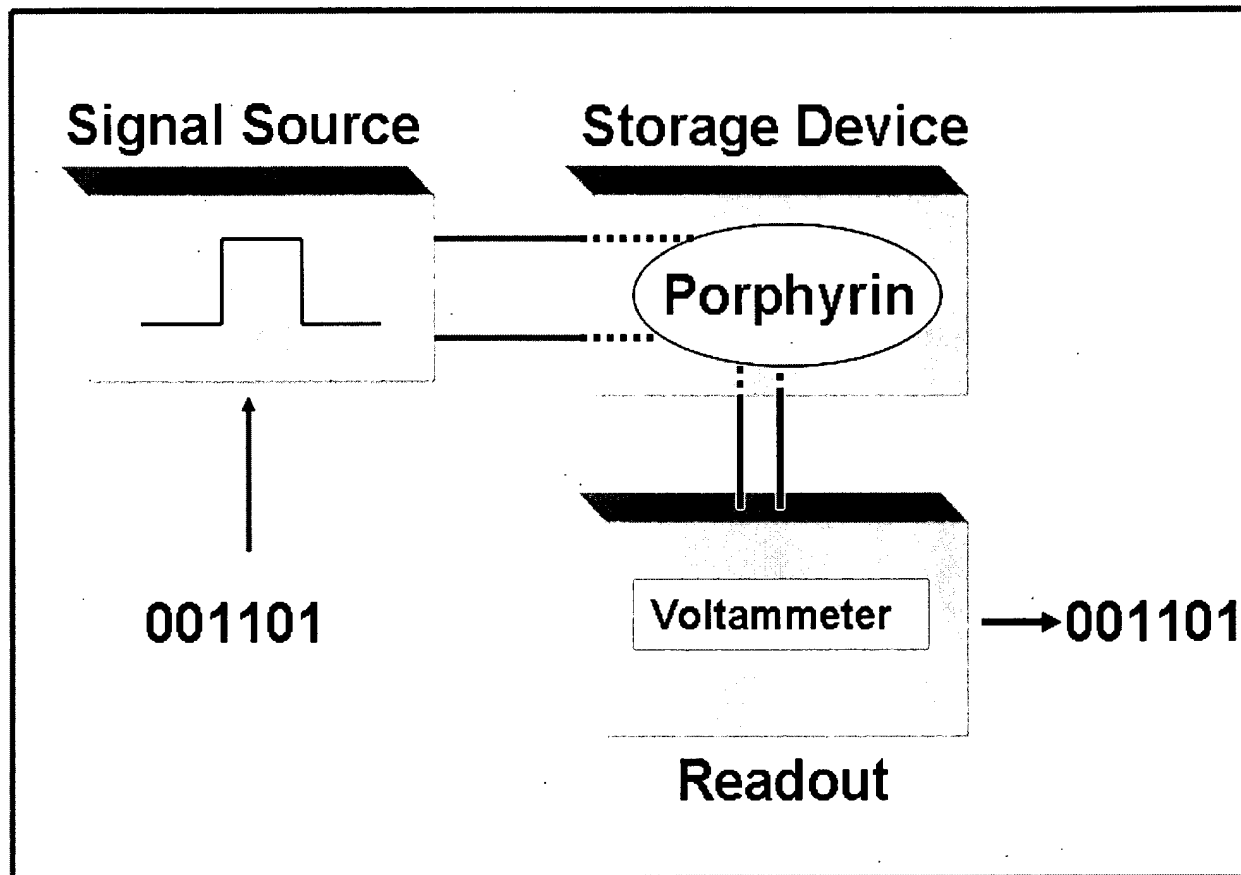 Signal Source
Storage Device
Porphyrin
001101
Voltammeter
001101
Readout